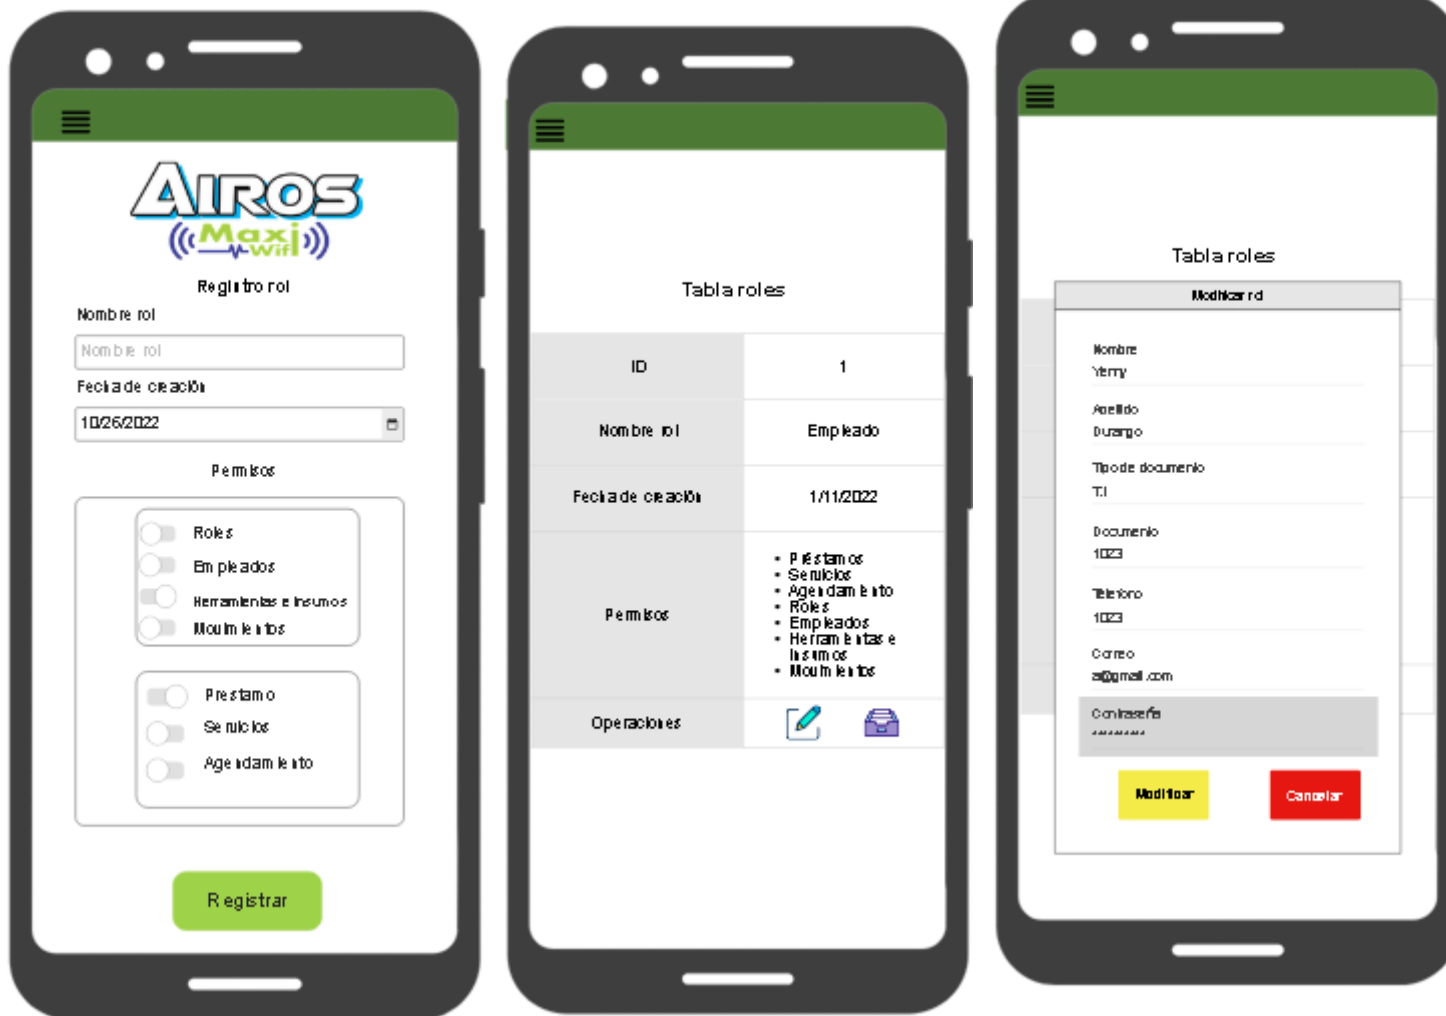 AIROS
Maxi
Wifi
Registro rol
Nombre rol
Nombre rol
Fecha de creación
10/26/2022
Permisos
Roles
Empleados
Herramientas e insumos
Movimientos
Prestamo
Servicios
Agendamiento
Registrar
Tabla roles
ID 1
Nombre rol Empleado
Fecha de creación 1/11/2022
Permisos
• Préstamos
• Servicios
• Agendamiento
• Roles
• Empleados
• Herramientas e
insumos
• Movimientos
Operaciones
Tabla roles
Modificar rol
Nombre
Yenny
Apellido
Durango
Tipo de documento
T.I
Documento
1023
Telefono
1023
Correo
a@gmail.com
Contraseña
*********
Modificar Cancelar